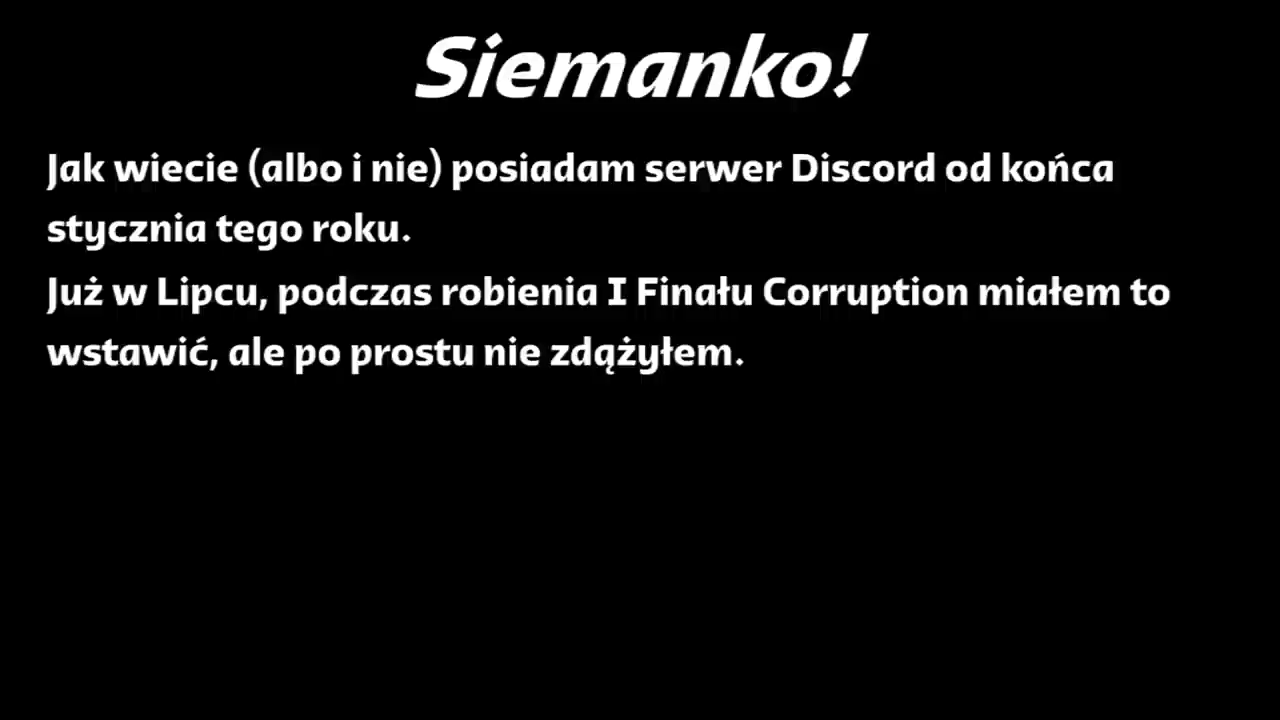 Siemanko!
Jak wiecie (albo i nie) posiadam serwer Discord od końca
stycznia tego roku.
Już w Lipcu, podczas robienia I Finału Corruption miałem to
wstawić, ale po prostu nie zdążyłem.